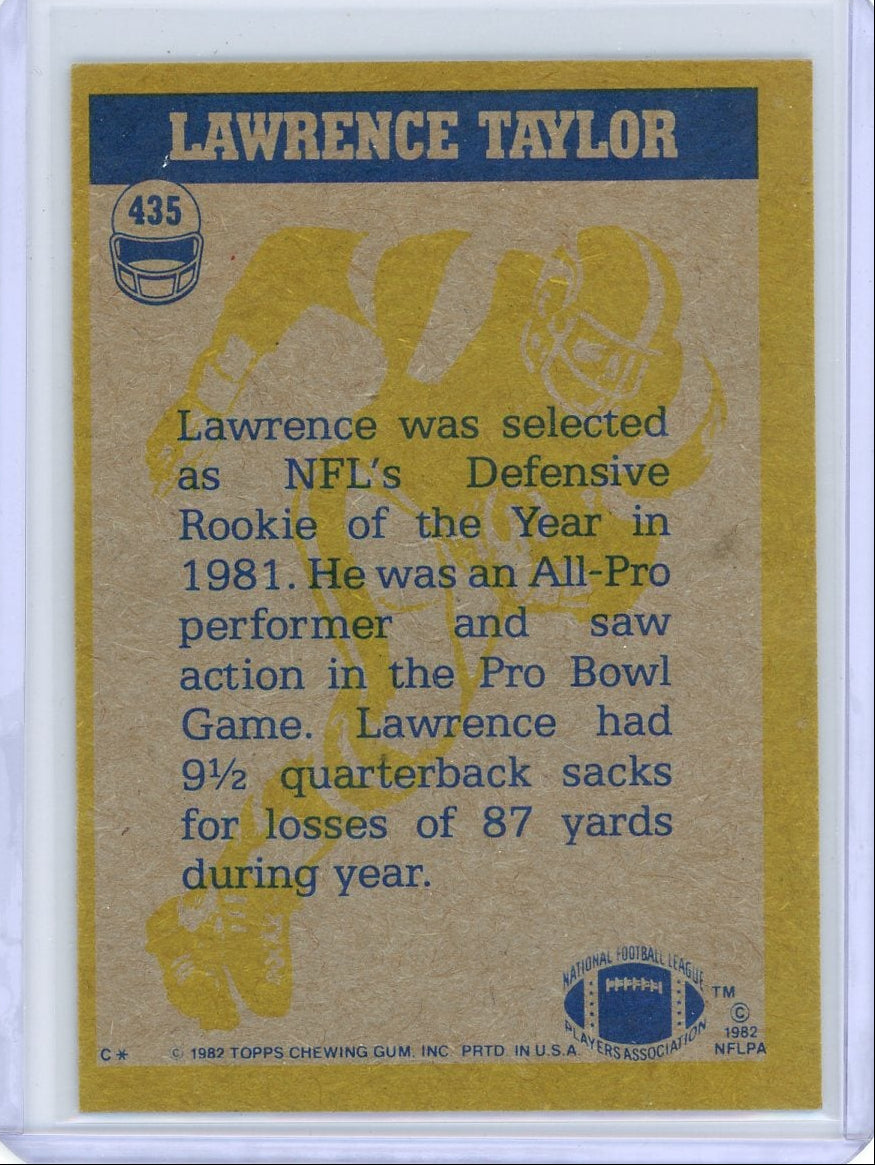 LAWRENCE TAYLOR
435
Lawrence was selected
as NFL's Defensive
Rookie of the Year in
1981. He was an All-Pro
performer and saw
action in the Pro Bowl
Game. Lawrence had
9½ quarterback sacks
for losses of 87 yards
during year.
NATIONAL FOOTBALL LEAGUE
PLAYERS ASSOCIATION
TM
©
1982
NFLPA
C* © 1982 TOPPS CHEWING GUM, INC. PRTD. IN U.S.A.